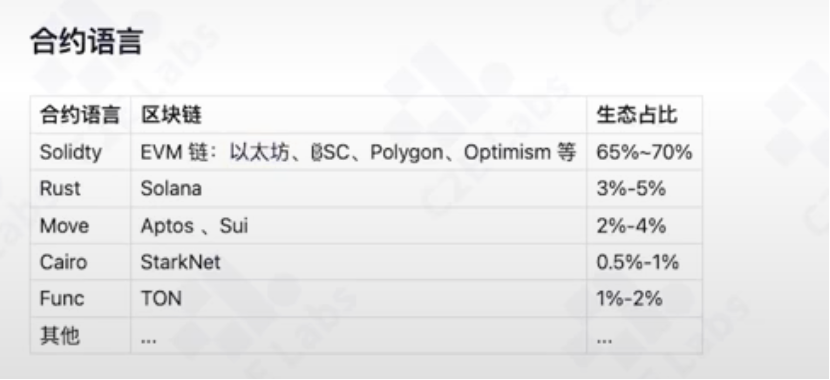 合约语言
合约语言 区块链 生态占比
Solidty EVM 链：以太坊、BSC、Polygon、Optimism 等 65%~70%
Rust Solana 3%-5%
Move Aptos 、Sui 2%-4%
Cairo StarkNet 0.5%-1%
Func TON 1%-2%
其他 ... ...